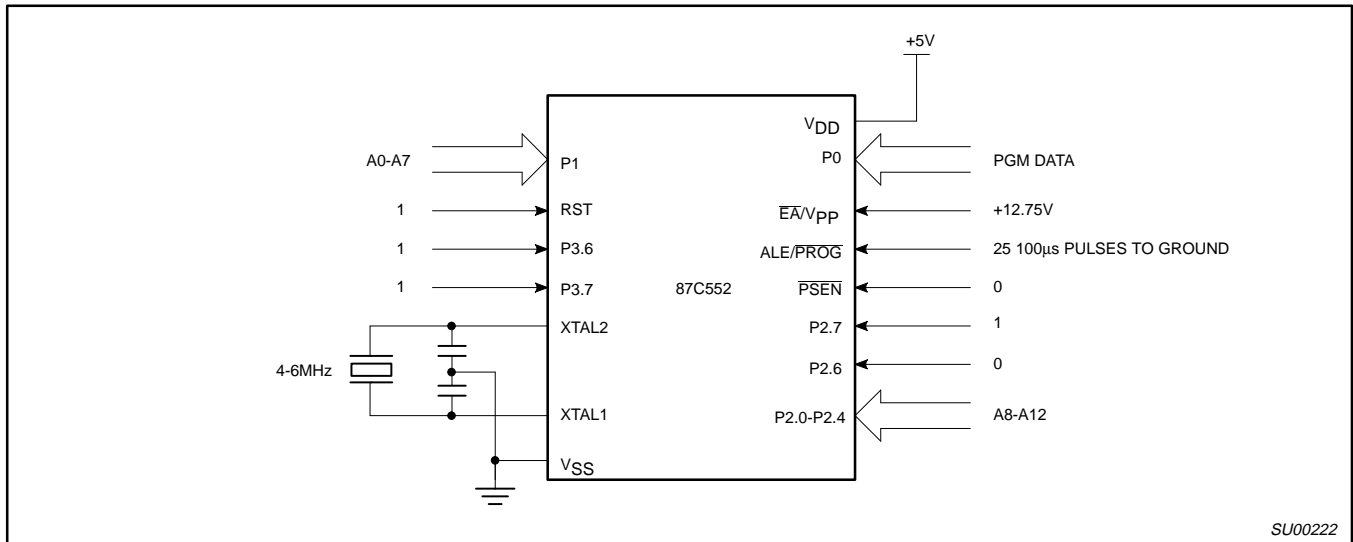 +5V
VDD
A0-A7
P1
P0
PGM DATA
1
RST
EA/VPP
+12.75V
1
P3.6
ALE/PROG
25 100µs PULSES TO GROUND
1
P3.7
87C552
PSEN
0
XTAL2
P2.7
1
4-6MHz
P2.6
0
XTAL1
P2.0-P2.4
A8-A12
VSS
SU00222